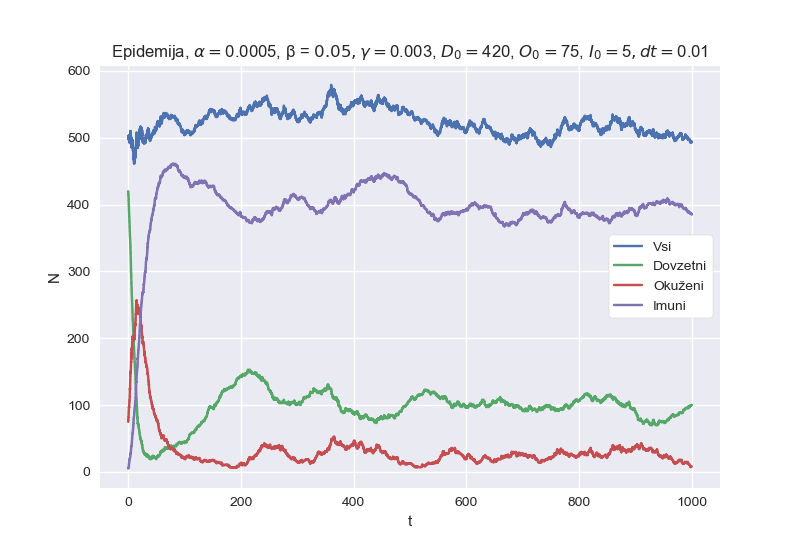 Epidemija, α = 0.0005, β = 0.05, γ = 0.003, D₀ = 420, O₀ = 75, I₀ = 5, dt = 0.01
600
500
400
300
200
100
0
N
Vsi
Dovzetni
Okuženi
Imuni
0 200 400 600 800 1000
t